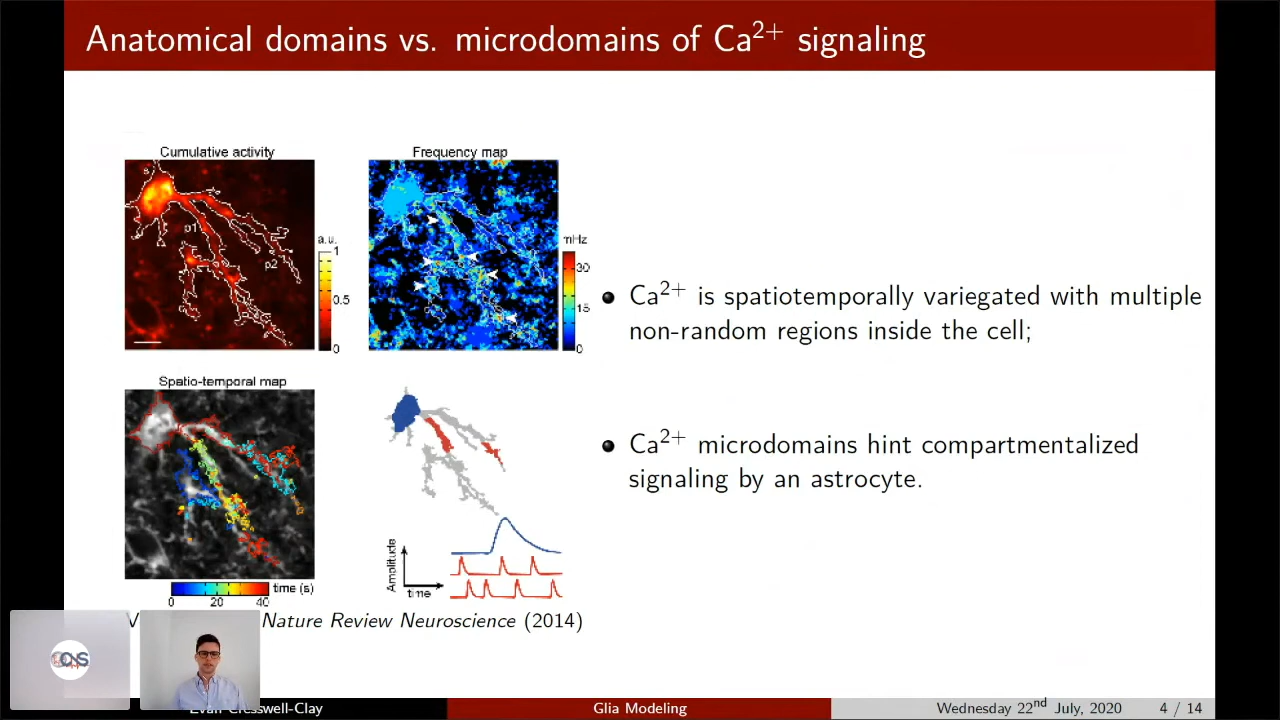 Anatomical domains vs. microdomains of Ca2+ signaling
Cumulative activity
Frequency map
s
p1
p2
a.u.
1
0.5
0
mHz
30
15
0
Ca2+ is spatiotemporally variegated with multiple
non-random regions inside the cell;
Spatio-temporal map
Ca2+ microdomains hint compartmentalized
signaling by an astrocyte.
Amplitude
time
time (s)
0 20 40
Nature Review Neuroscience (2014)
Evan Cresswell-Clay
Glia Modeling
Wednesday 22nd July, 2020
4 / 14